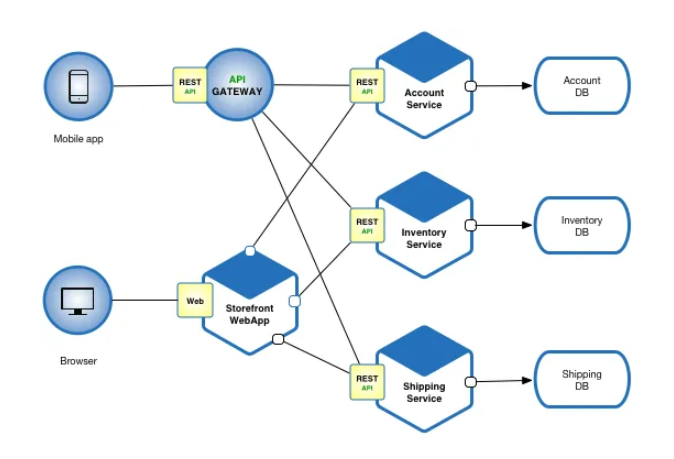 REST
API
API
GATEWAY
Mobile app
REST
API
Account
Service
Account
DB
REST
API
Inventory
Service
Inventory
DB
Web
Storefront
WebApp
Browser
REST
API
Shipping
Service
Shipping
DB